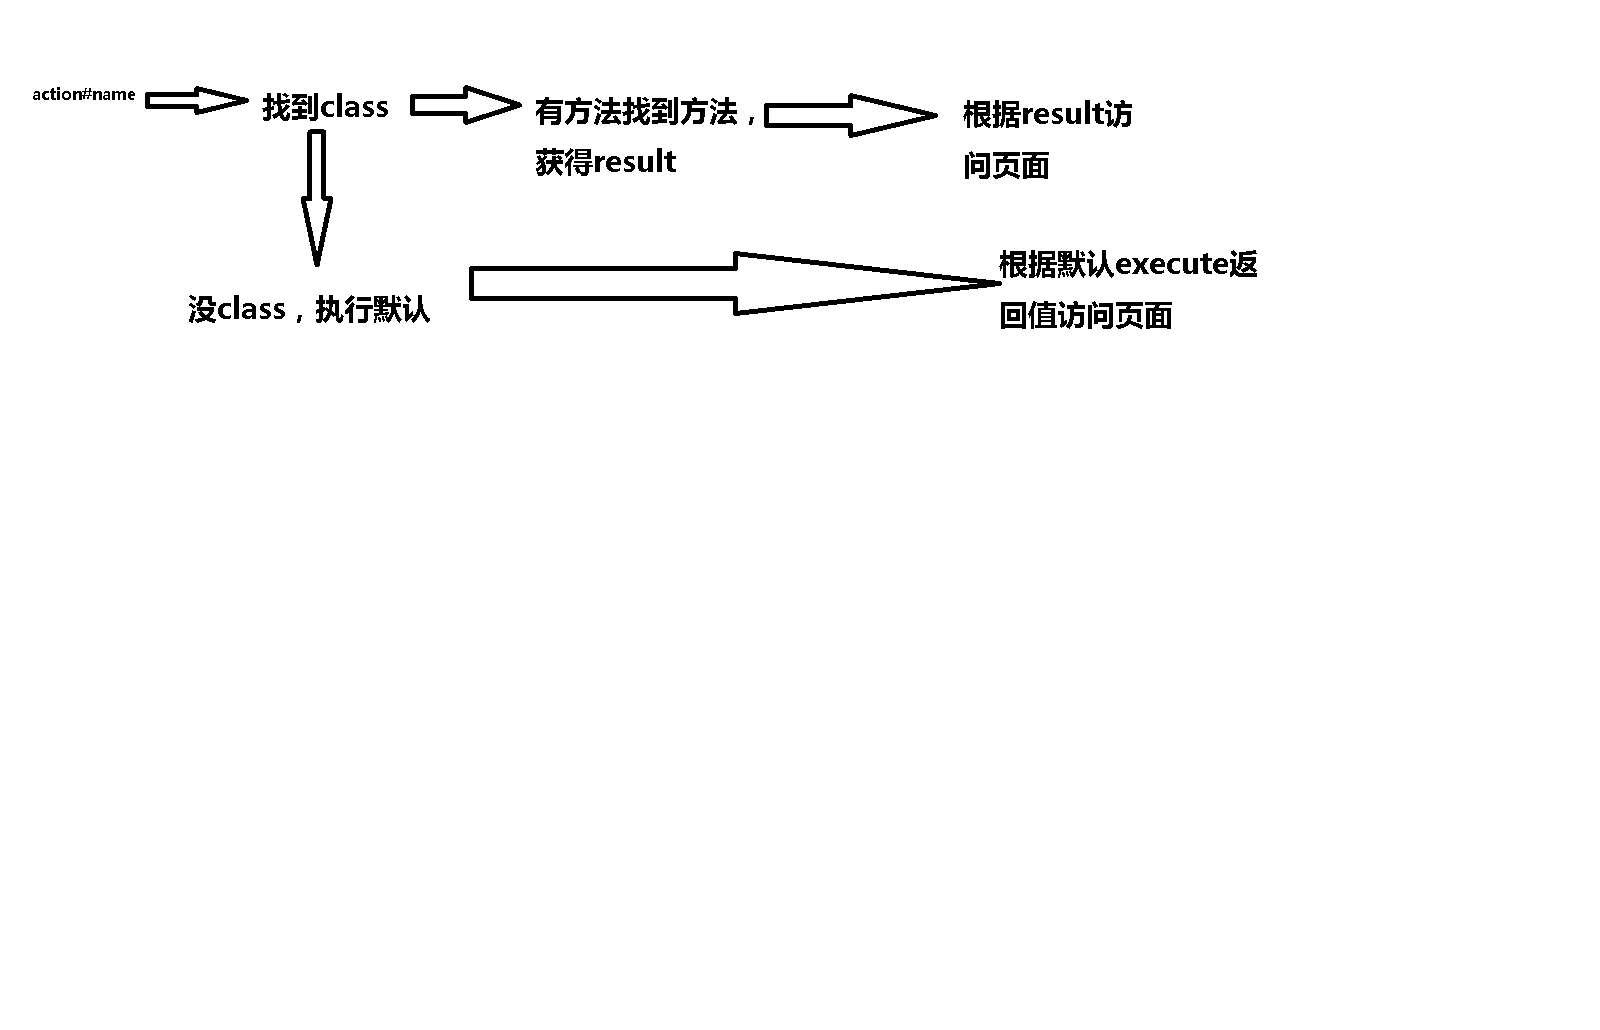 action#name
找到class
有方法找到方法，
获得result
根据result访
问页面
没class，执行默认
根据默认execute返
回值访问页面